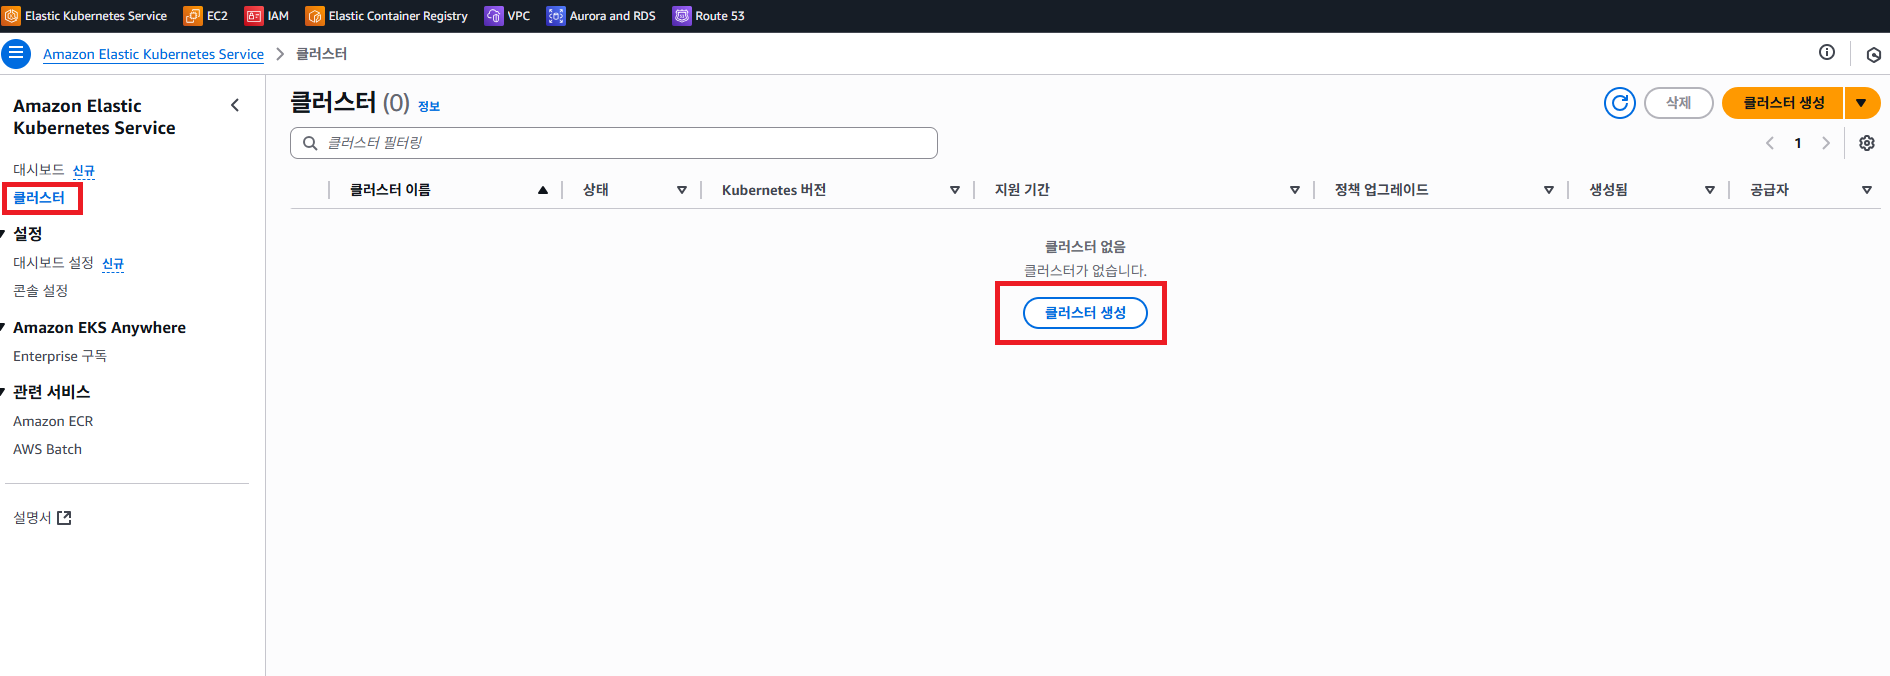 Elastic Kubernetes Service EC2 IAM Elastic Container Registry VPC Aurora and RDS Route 53
Amazon Elastic Kubernetes Service > 클러스터
Amazon Elastic
Kubernetes Service
대시보드 신규
클러스터
설정
대시보드 설정 신규
콘솔 설정
Amazon EKS Anywhere
Enterprise 구독
관련 서비스
Amazon ECR
AWS Batch
설명서
클러스터 (0) 정보
삭제
클러스터 생성
클러스터 필터링
1
클러스터 이름 상태 Kubernetes 버전 지원 기간 정책 업그레이드 생성됨 공급자
클러스터 없음
클러스터가 없습니다.
클러스터 생성